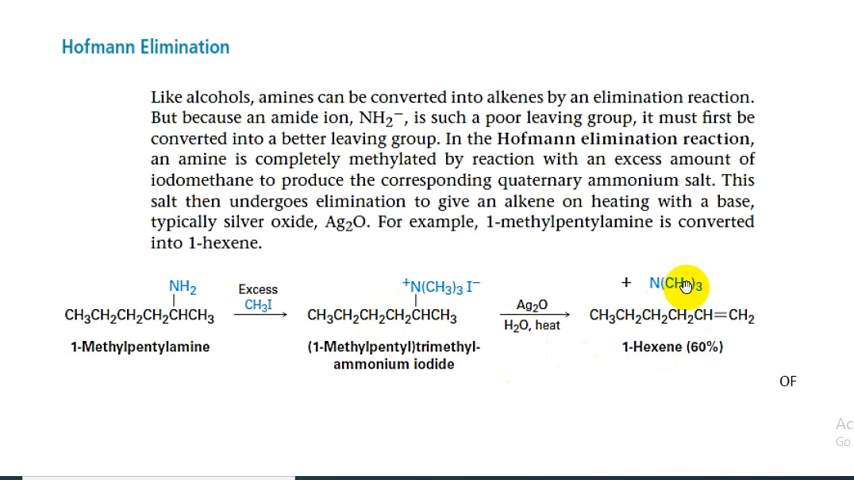 Hofmann Elimination
Like alcohols, amines can be converted into alkenes by an elimination reaction.
But because an amide ion, NH₂⁻, is such a poor leaving group, it must first be
converted into a better leaving group. In the Hofmann elimination reaction,
an amine is completely methylated by reaction with an excess amount of
iodomethane to produce the corresponding quaternary ammonium salt. This
salt then undergoes elimination to give an alkene on heating with a base,
typically silver oxide, Ag₂O. For example, 1-methylpentylamine is converted
into 1-hexene.
NH₂
CH₃CH₂CH₂CH₂CHCH₃
1-Methylpentylamine
Excess
CH₃I
⁺N(CH₃)₃ I⁻
CH₃CH₂CH₂CH₂CHCH₃
(1-Methylpentyl)trimethyl-
ammonium iodide
Ag₂O
H₂O, heat
+ N(CH₃)₃
CH₃CH₂CH₂CH₂CH=CH₂
1-Hexene (60%)
OF
Ac
Go